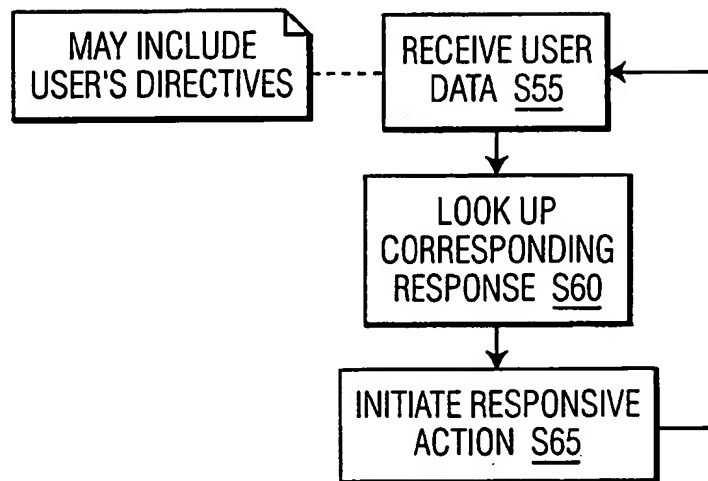 MAY INCLUDE
USER'S DIRECTIVES
RECEIVE USER
DATA S55
LOOK UP
CORRESPONDING
RESPONSE S60
INITIATE RESPONSIVE
ACTION S65